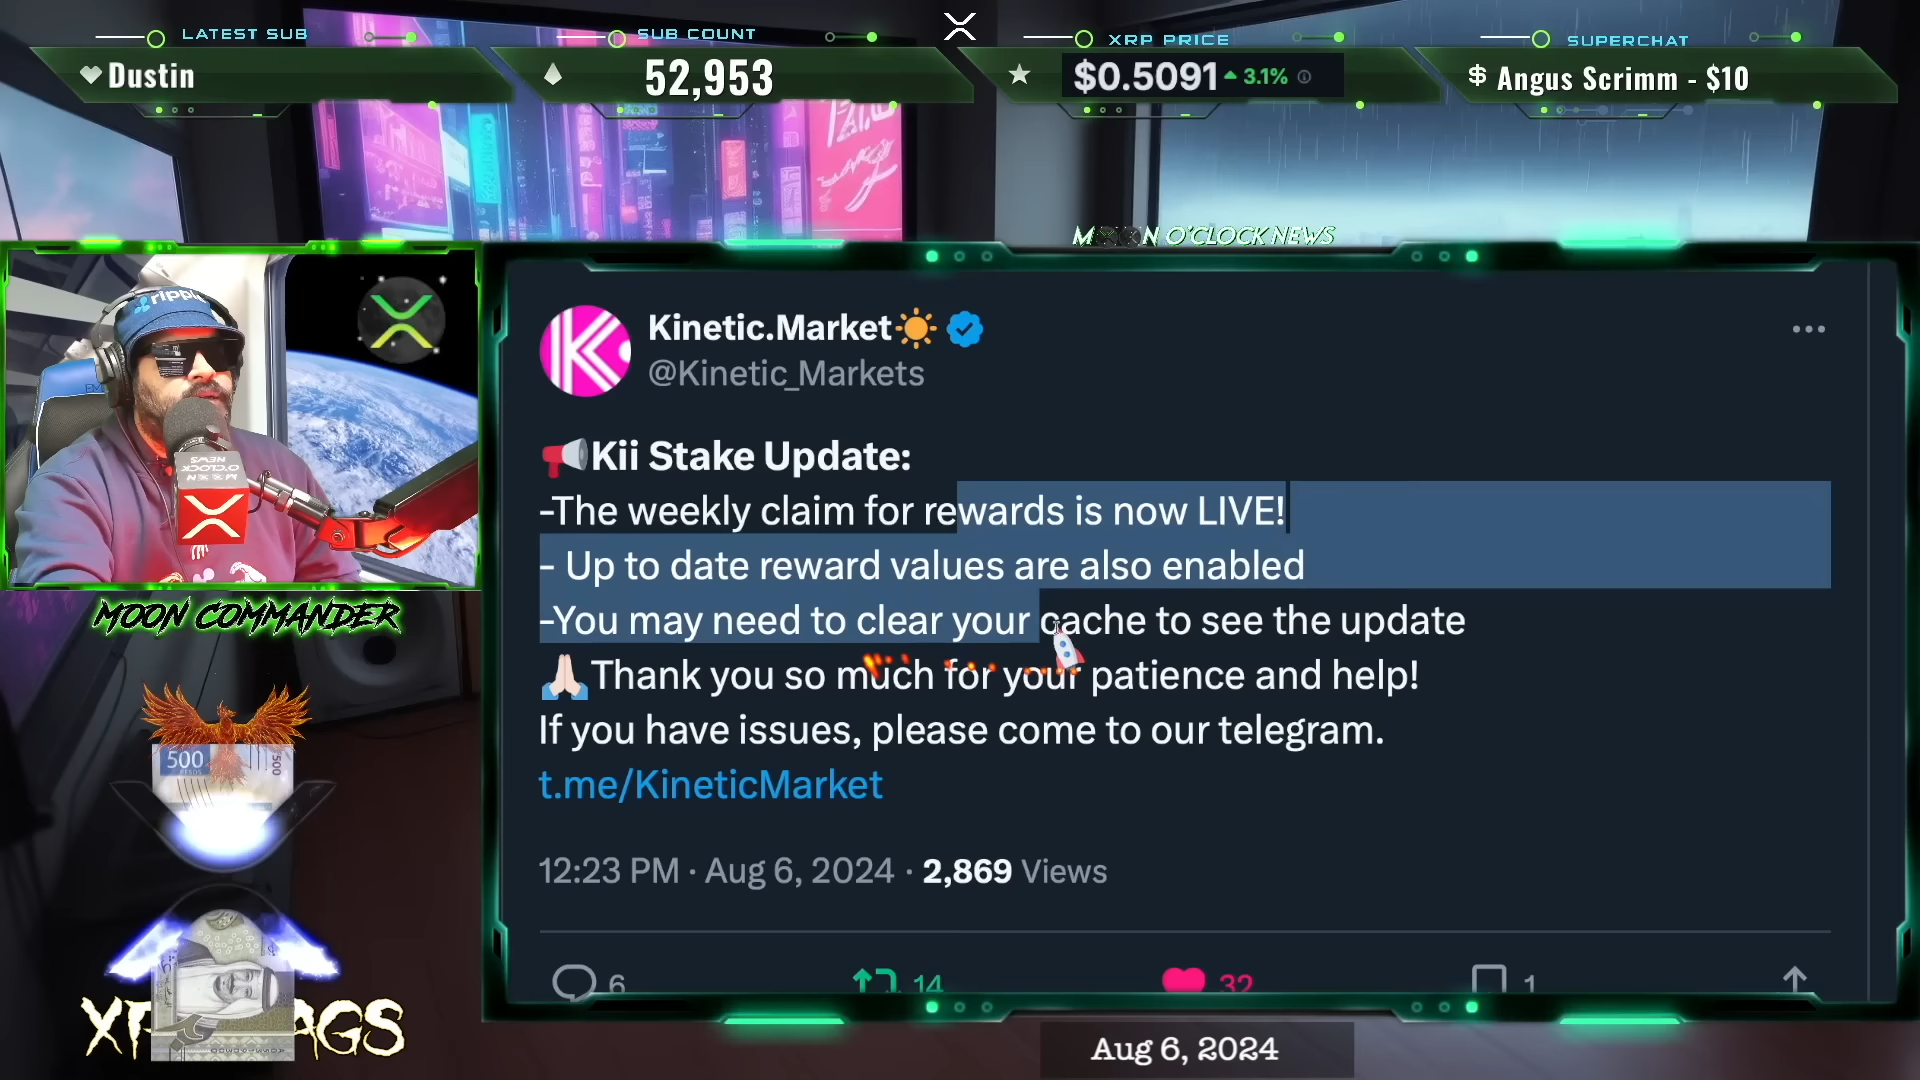 LATEST SUB
Dustin
SUB COUNT
52,953
XRP PRICE
$0.5091 3.1%
SUPERCHAT
Angus Scrimm - $10
O'CLOCK NEWS
ripple
MOON COMMANDER
Kinetic.Market
@Kinetic_Markets
Kii Stake Update:
-The weekly claim for rewards is now LIVE!
- Up to date reward values are also enabled
-You may need to clear your cache to see the update
Thank you so much for your patience and help!
If you have issues, please come to our telegram.
t.me/KineticMarket
12:23 PM · Aug 6, 2024 · 2,869 Views
6 14 32 1
500
Aug 6, 2024